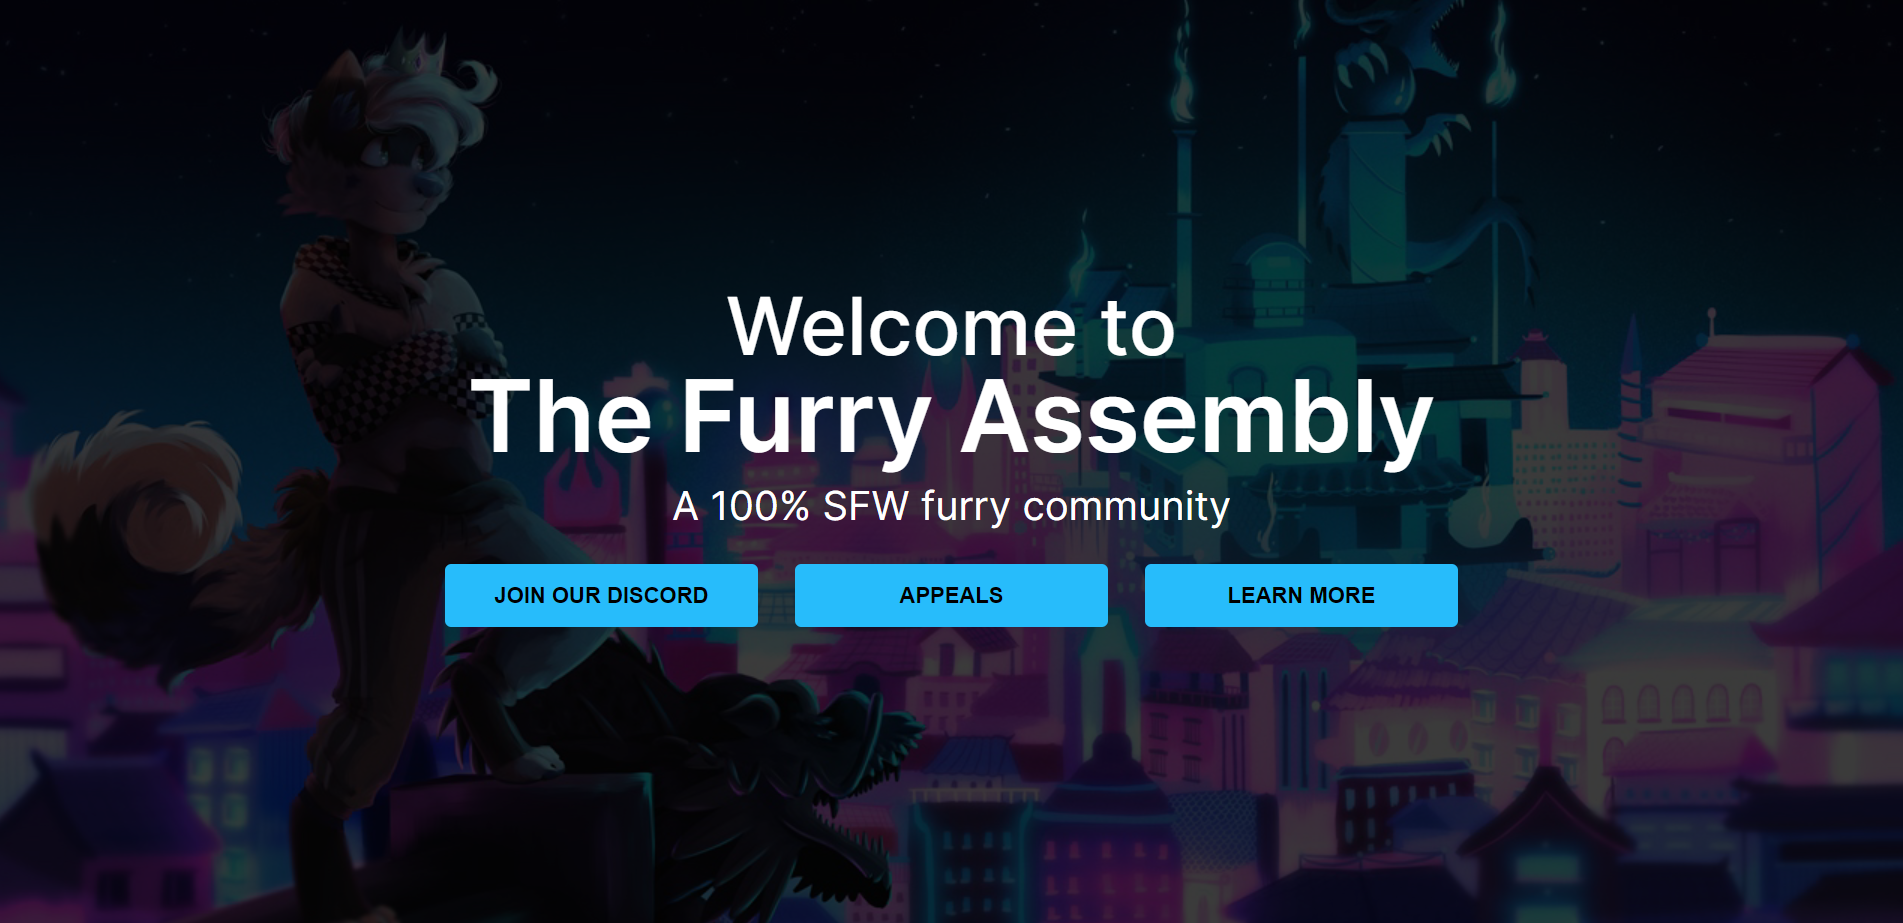 Welcome to
The Furry Assembly
A 100% SFW furry community
JOIN OUR DISCORD
APPEALS
LEARN MORE